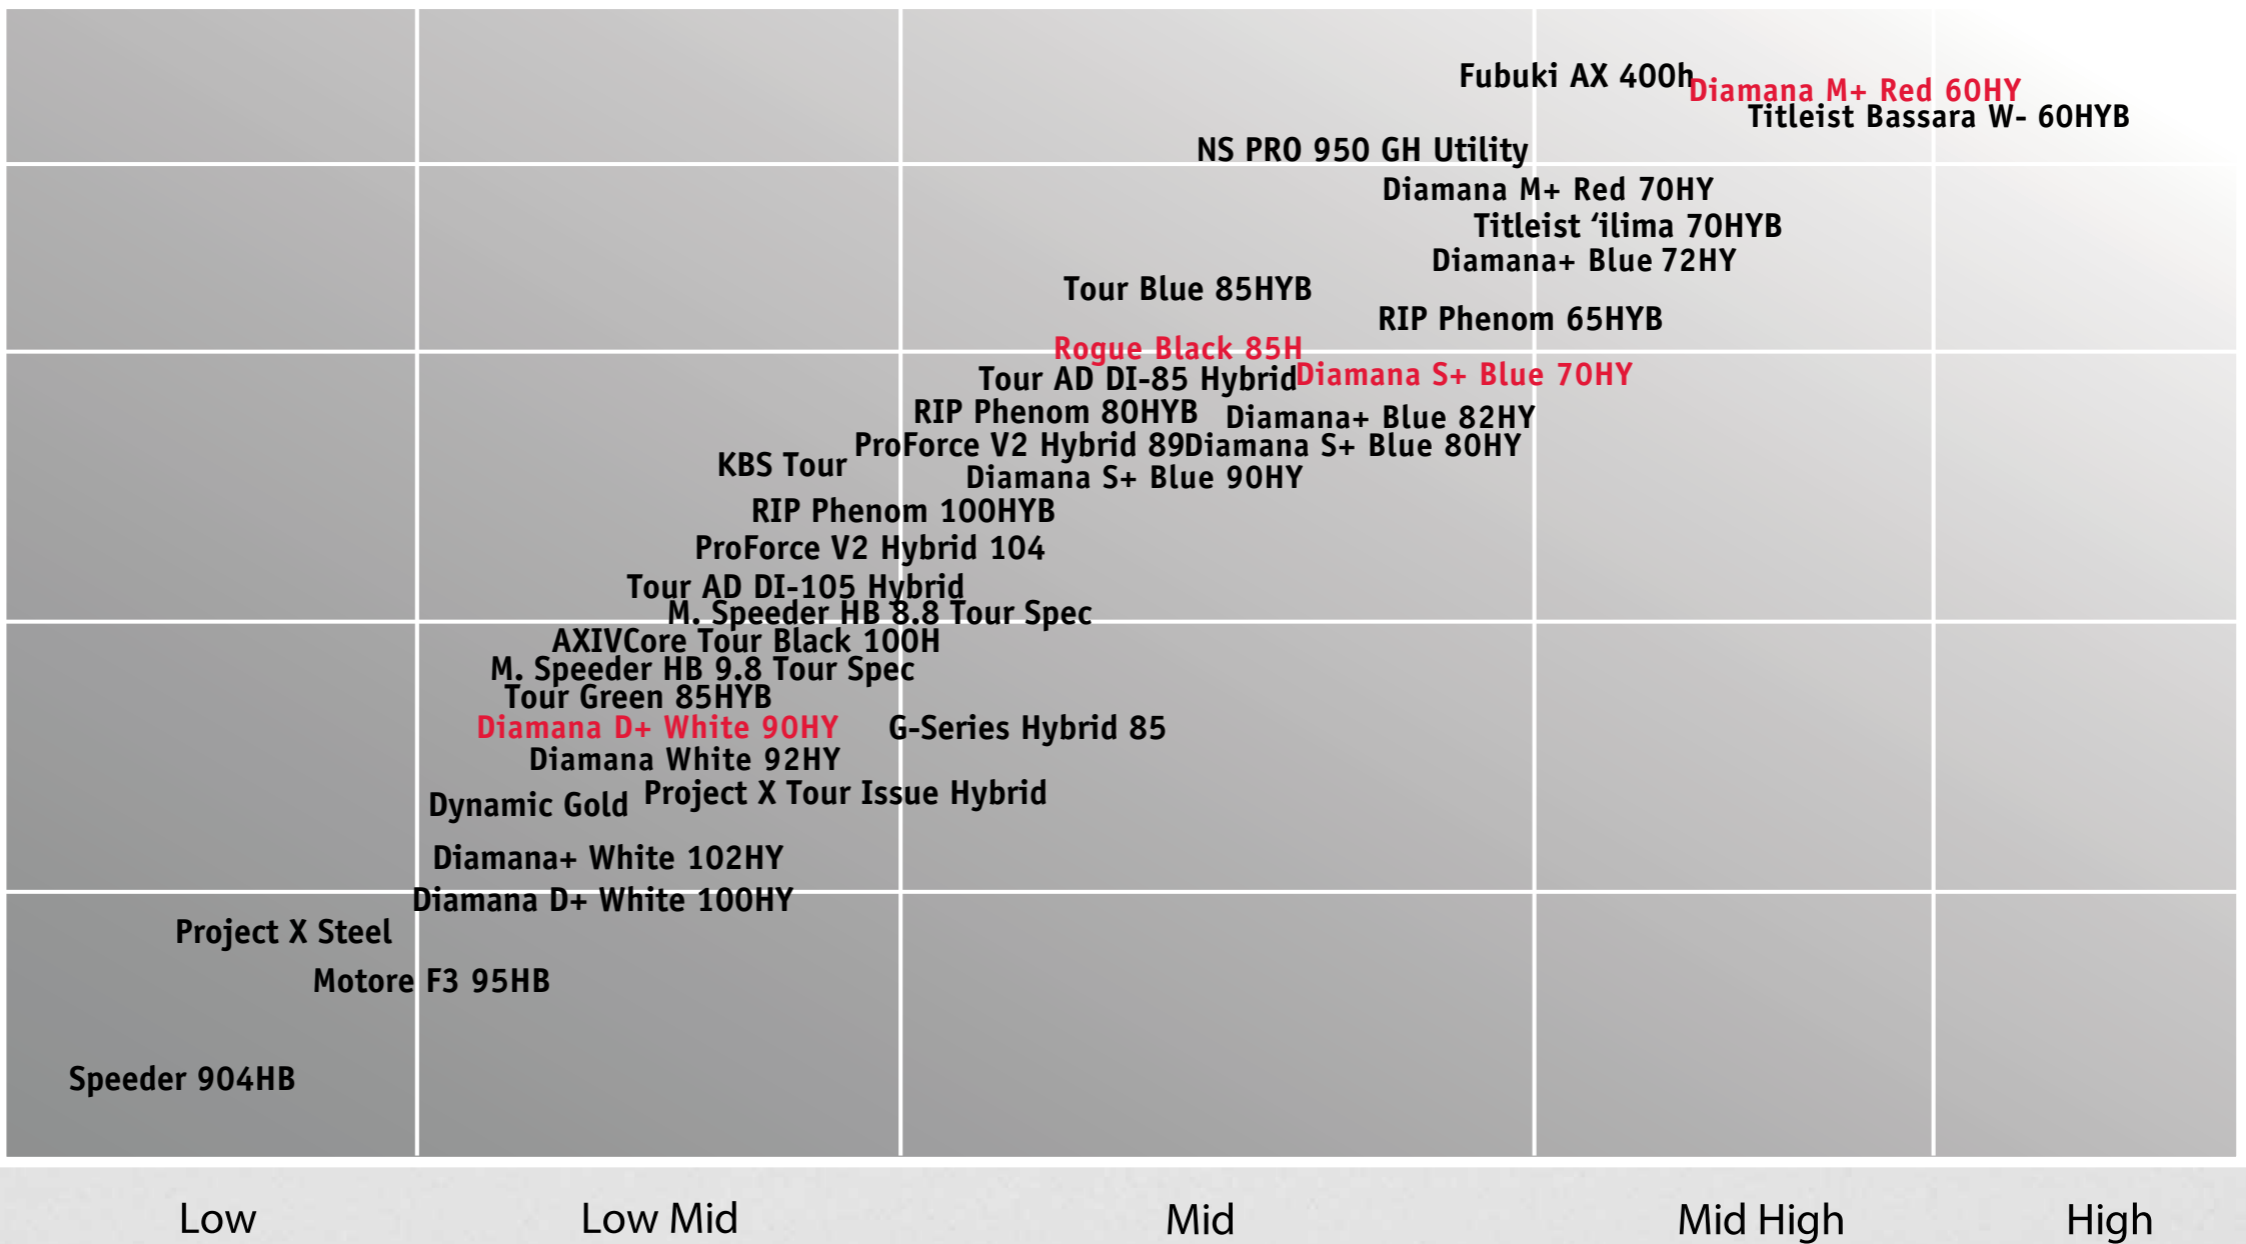 Fubuki AX 400h
Diamana M+ Red 60HY
Titleist Bassara W- 60HYB
NS PRO 950 GH Utility
Diamana M+ Red 70HY
Titleist ‘ilima 70HYB
Diamana+ Blue 72HY
Tour Blue 85HYB
RIP Phenom 65HYB
Rogue Black 85H
Tour AD DI-85 Hybrid
Diamana S+ Blue 70HY
RIP Phenom 80HYB
Diamana+ Blue 82HY
ProForce V2 Hybrid 89
Diamana S+ Blue 80HY
KBS Tour
Diamana S+ Blue 90HY
RIP Phenom 100HYB
ProForce V2 Hybrid 104
Tour AD DI-105 Hybrid
M. Speeder HB 8.8 Tour Spec
AXIVCore Tour Black 100H
M. Speeder HB 9.8 Tour Spec
Tour Green 85HYB
Diamana D+ White 90HY
G-Series Hybrid 85
Diamana White 92HY
Project X Tour Issue Hybrid
Dynamic Gold
Diamana+ White 102HY
Diamana D+ White 100HY
Project X Steel
Motore F3 95HB
Speeder 904HB
Low
Low Mid
Mid
Mid High
High